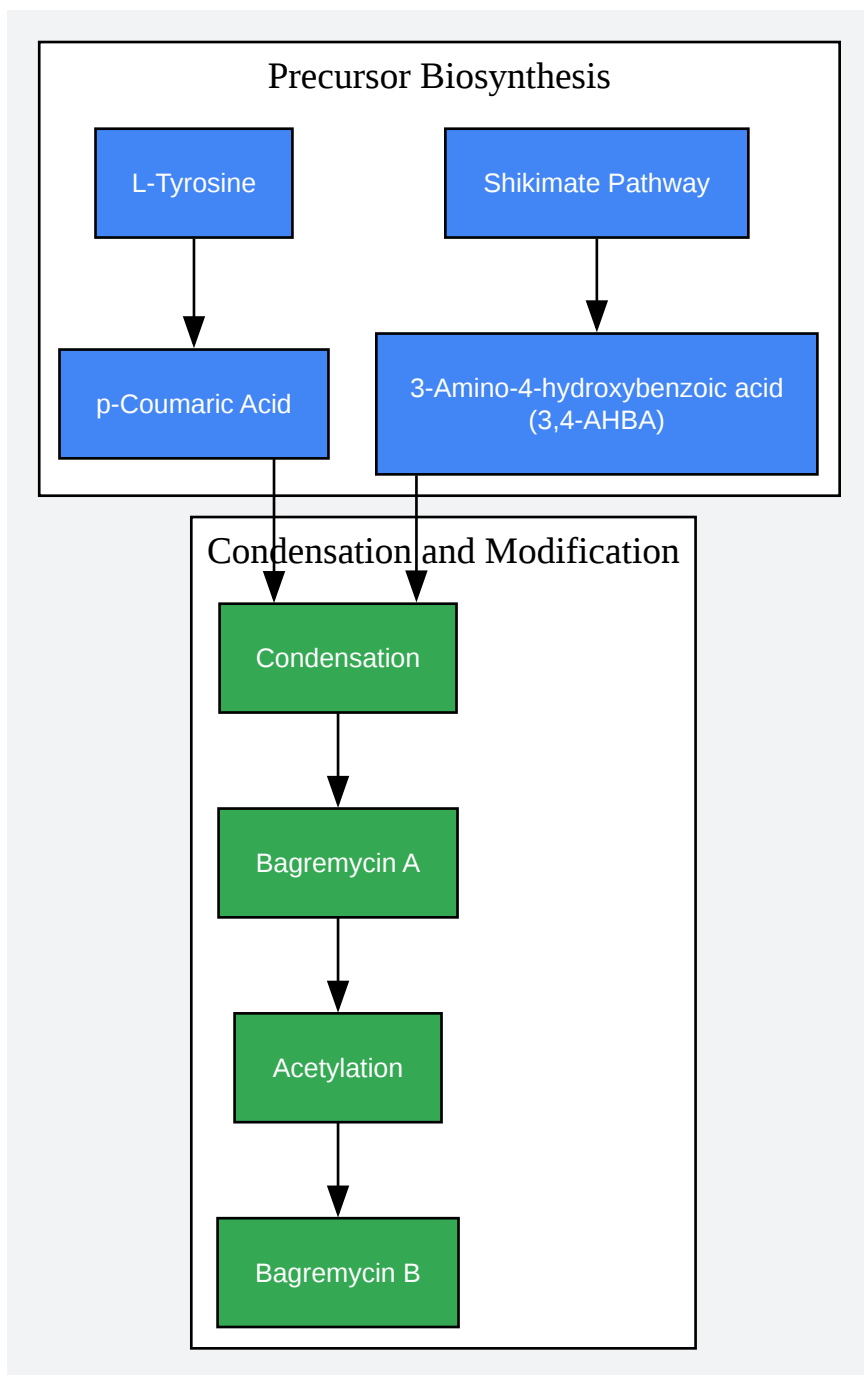 Precursor Biosynthesis
L-Tyrosine
Shikimate Pathway
p-Coumaric Acid
3-Amino-4-hydroxybenzoic acid
(3,4-AHBA)
Condensation and Modification
Condensation
Bagremycin A
Acetylation
Bagremycin B